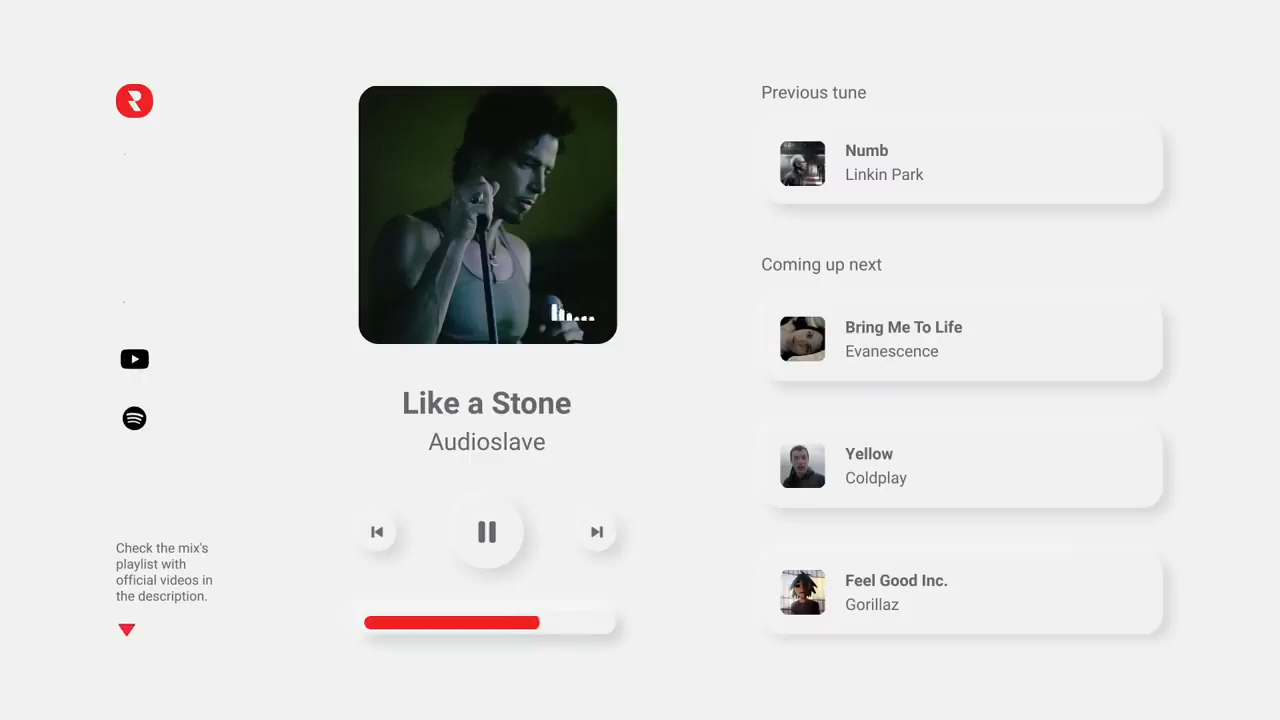 Check the mix's
playlist with
official videos in
the description.
Like a Stone
Audioslave
Previous tune
Numb
Linkin Park
Coming up next
Bring Me To Life
Evanescence
Yellow
Coldplay
Feel Good Inc.
Gorillaz